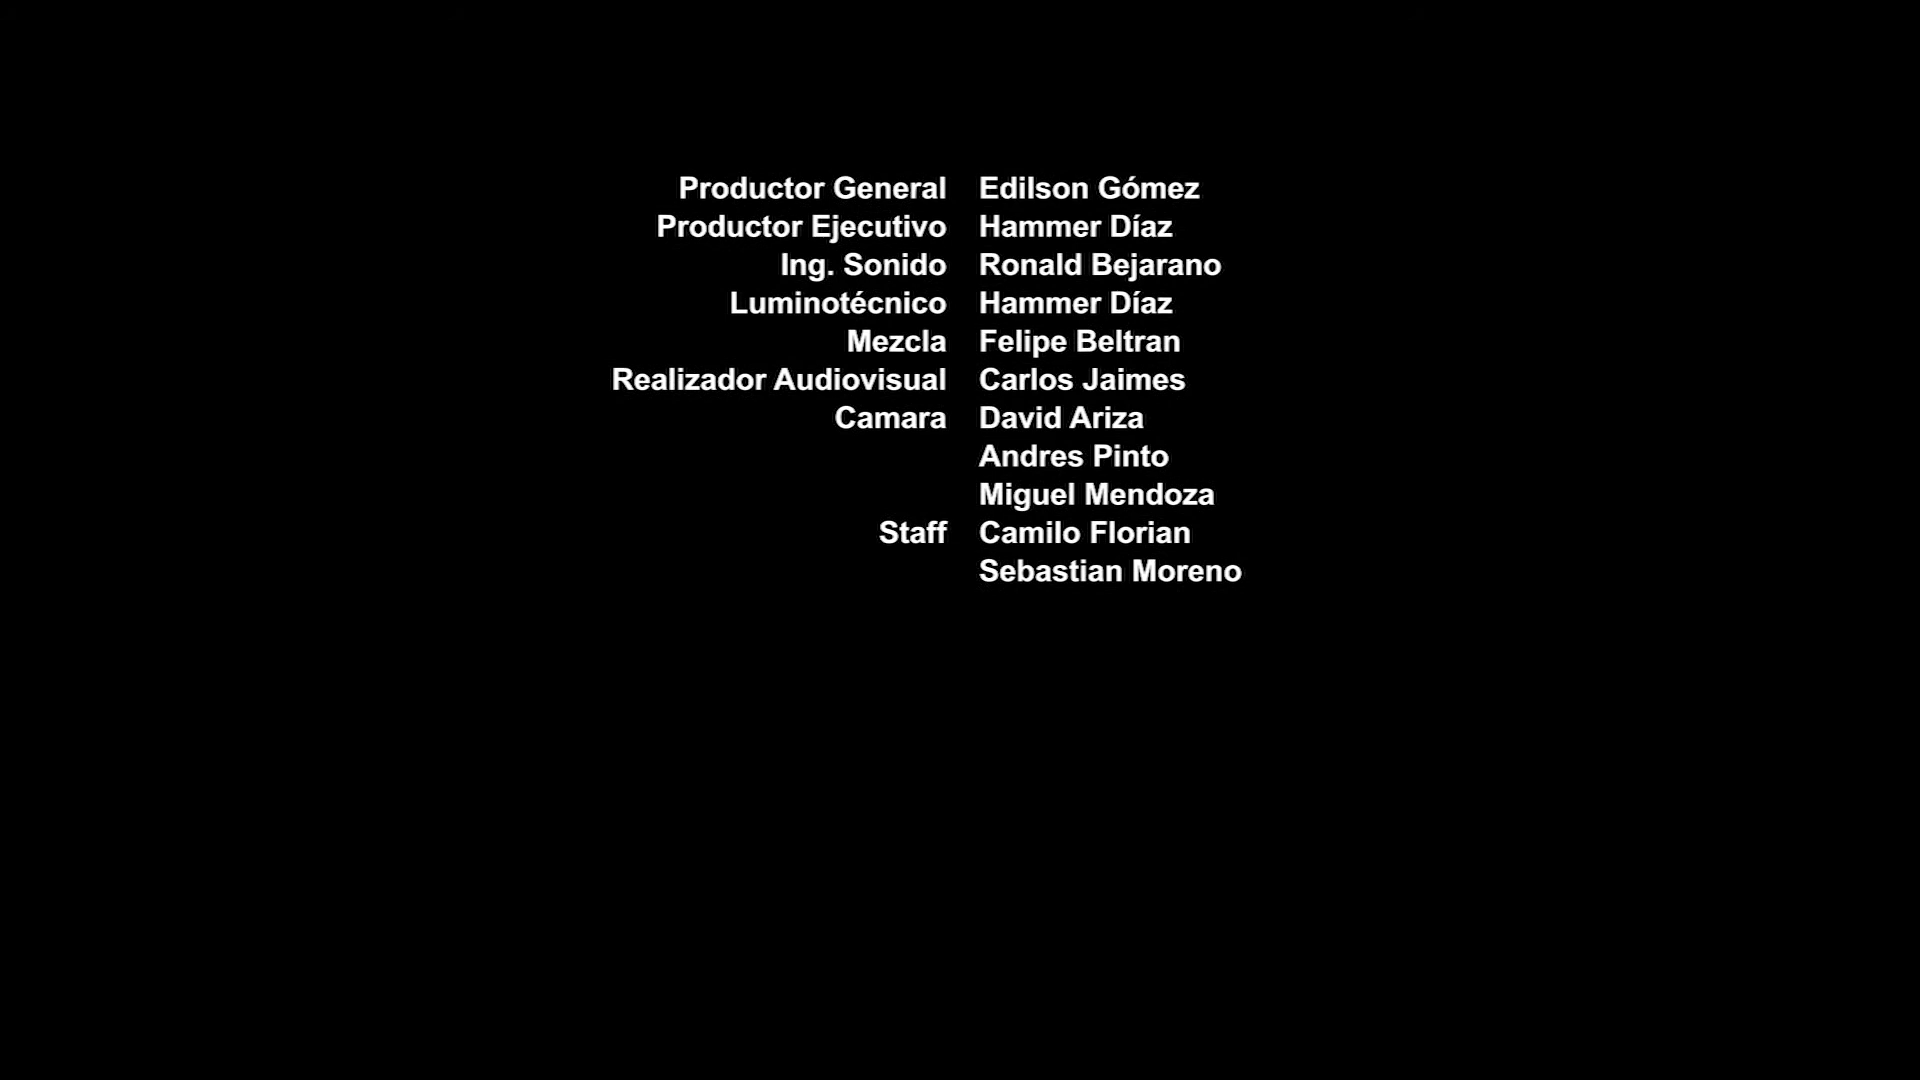 Productor General Edilson Gómez
Productor Ejecutivo Hammer Díaz
Ing. Sonido Ronald Bejarano
Luminotécnico Hammer Díaz
Mezcla Felipe Beltran
Realizador Audiovisual Carlos Jaimes
Camara David Ariza
Andres Pinto
Miguel Mendoza
Staff Camilo Florian
Sebastian Moreno